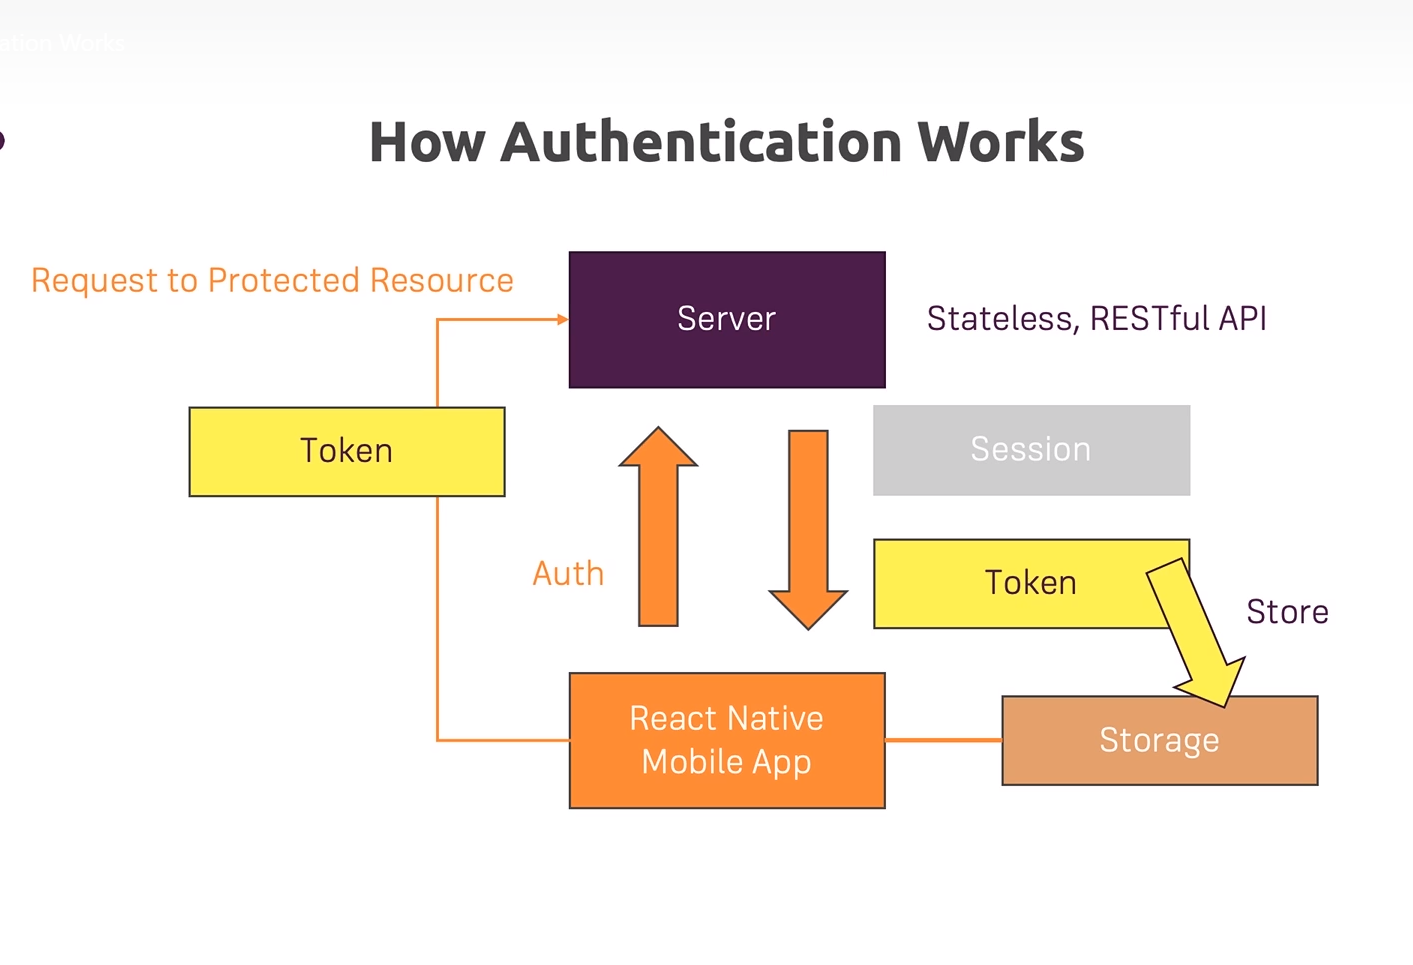 ation Works
How Authentication Works
Request to Protected Resource
Server
Stateless, RESTful API
Token
Session
Auth
Token
Store
React Native
Mobile App
Storage